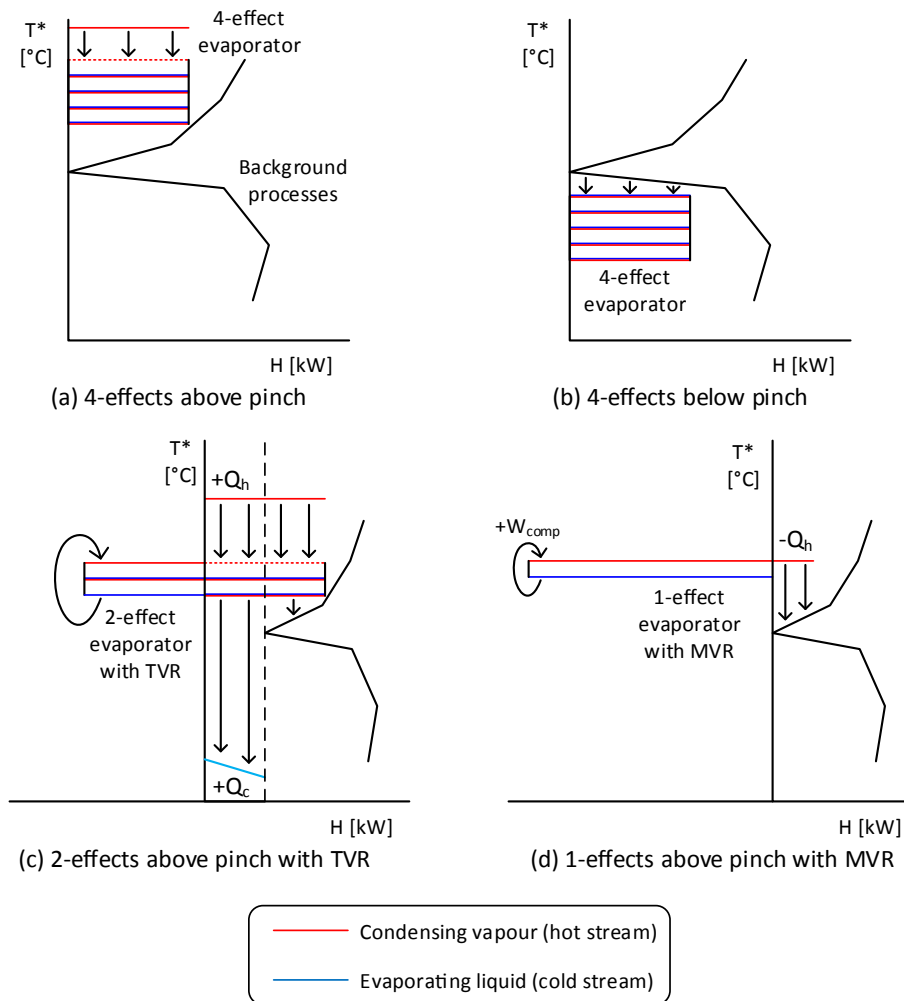 T*
[°C]
4-effect
evaporator
Background
processes
H [kW]
(a) 4-effects above pinch
T*
[°C]
4-effect
evaporator
H [kW]
(b) 4-effects below pinch
T*
[°C]
+Qh
2-effect
evaporator
with TVR
+Qc
H [kW]
(c) 2-effects above pinch with TVR
T*
[°C]
+Wcomp
-Qh
1-effect
evaporator
with MVR
H [kW]
(d) 1-effects above pinch with MVR
Condensing vapour (hot stream)
Evaporating liquid (cold stream)